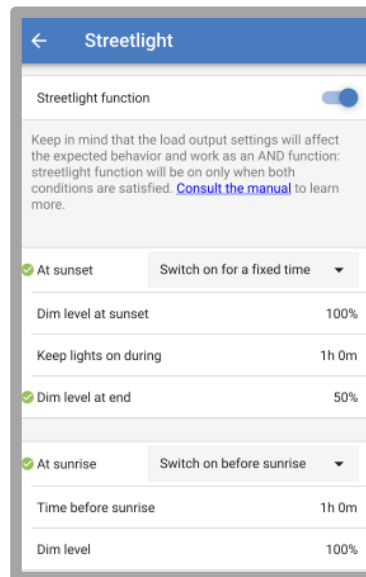 Streetlight
Streetlight function
Keep in mind that the load output settings will affect
the expected behavior and work as an AND function:
streetlight function will be on only when both
conditions are satisfied. Consult the manual to learn
more.
At sunset Switch on for a fixed time
Dim level at sunset 100%
Keep lights on during 1h 0m
Dim level at end 50%
At sunrise Switch on before sunrise
Time before sunrise 1h 0m
Dim level 100%